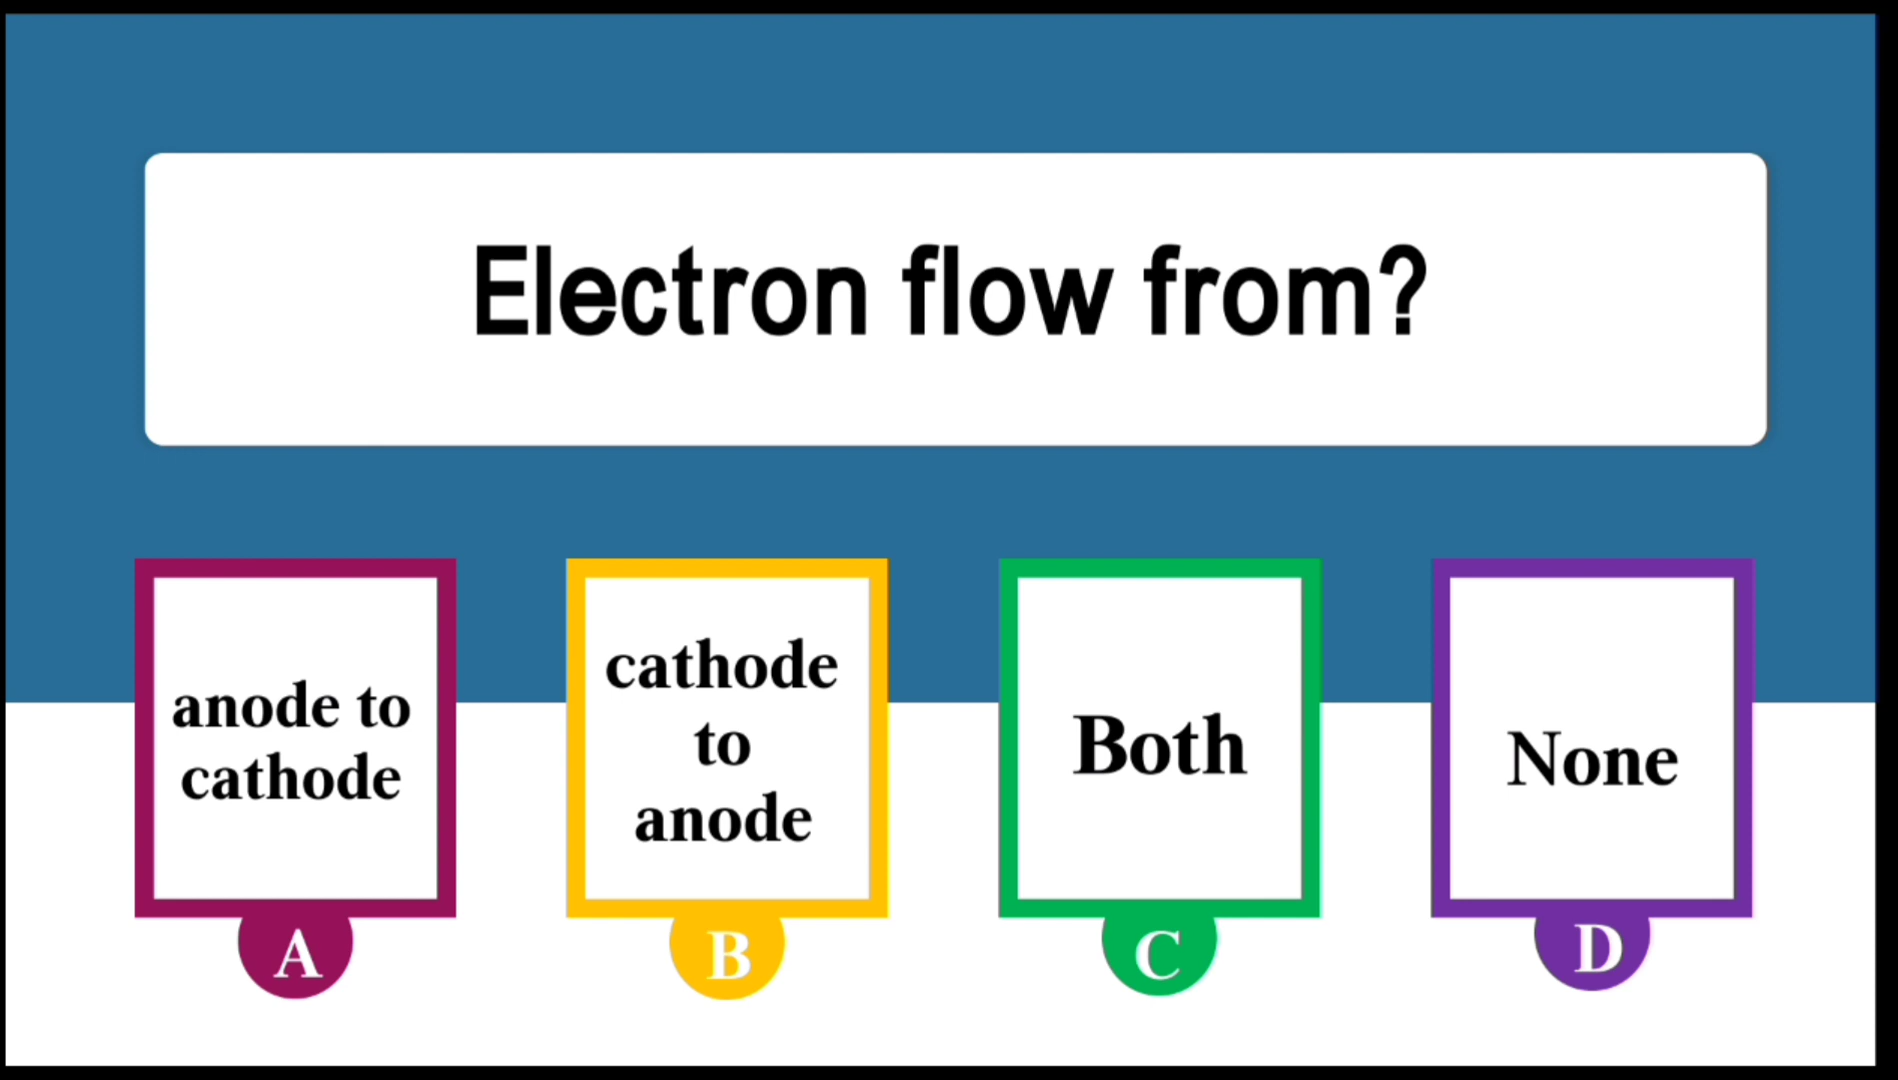 Electron flow from?
anode to
cathode
A
cathode
to
anode
B
Both
C
None
D